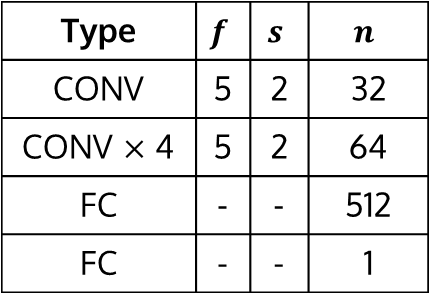 Type f s n
CONV 5 2 32
CONV × 4 5 2 64
FC - - 512
FC - - 1